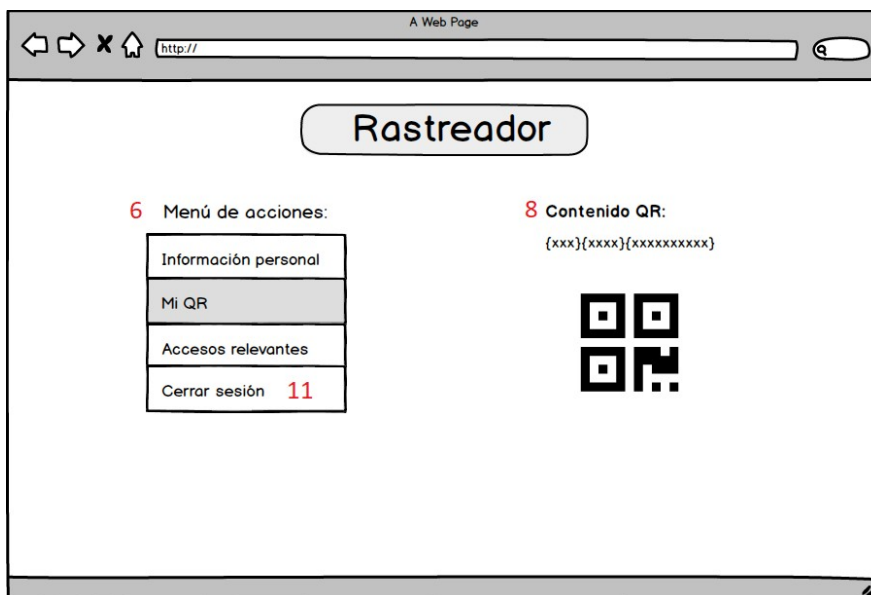 A Web Page
http://
Rastreador
6 Menú de acciones:
Información personal
Mi QR
Accesos relevantes
Cerrar sesión 11
8 Contenido QR:
{xxx}{xxxx}{xxxxxxxxxx}